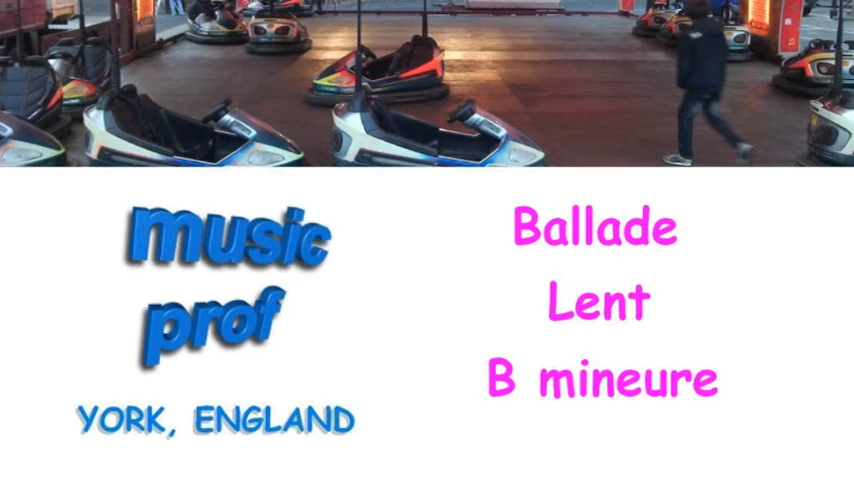 music
prof
YORK, ENGLAND
Ballade
Lent
B mineure